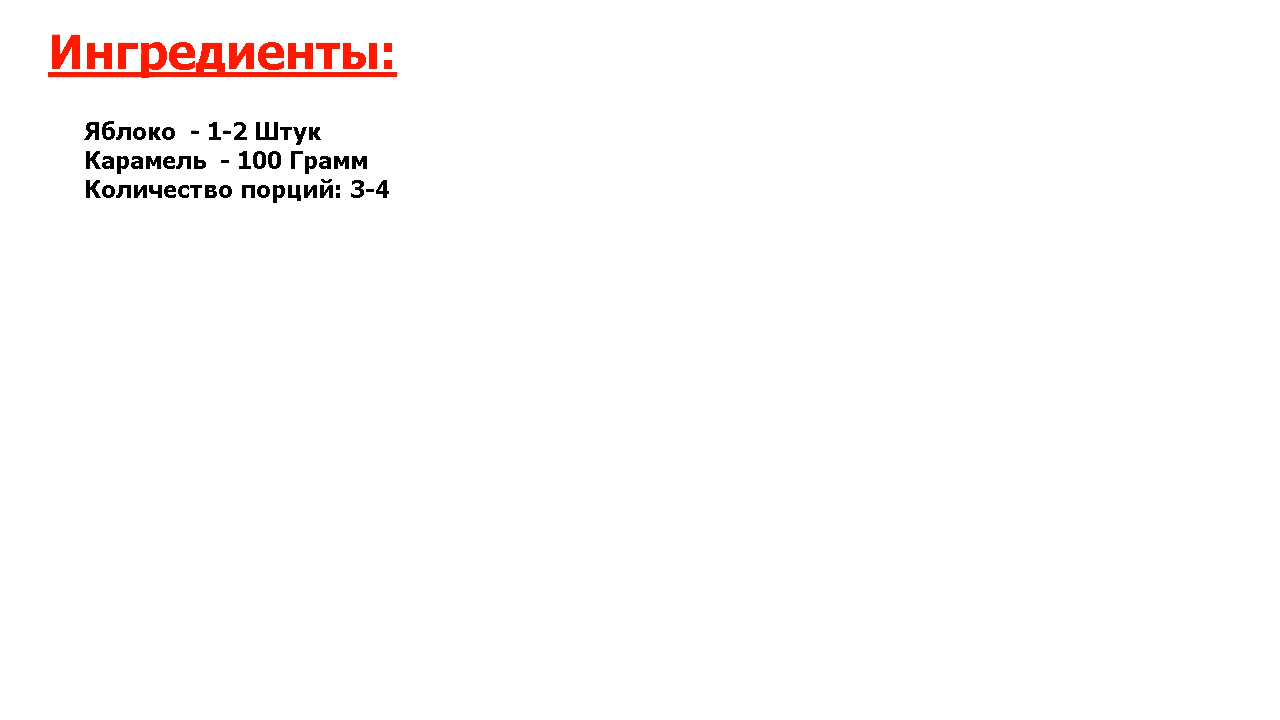 Ингредиенты:
Яблоко - 1-2 Штук
Карамель - 100 Грамм
Количество порций: 3-4